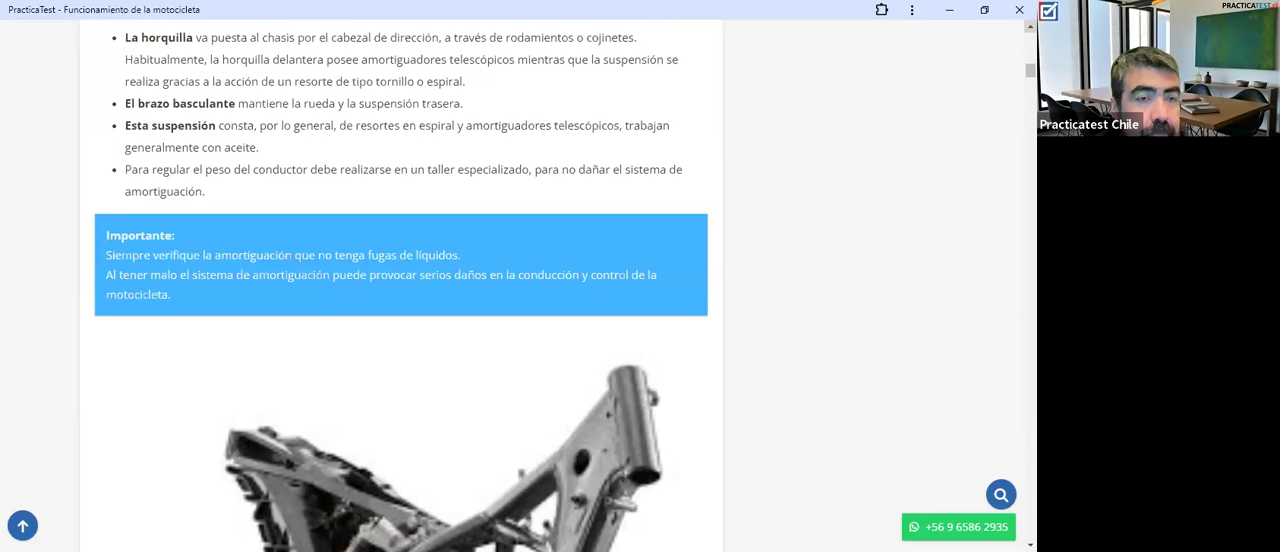 PracticaTest - Funcionamiento de la motocicleta
PRACTICATEST
Practicatest Chile
• La horquilla va puesta al chasis por el cabezal de dirección, a través de rodamientos o cojinetes.
Habitualmente, la horquilla delantera posee amortiguadores telescópicos mientras que la suspensión se
realiza gracias a la acción de un resorte de tipo tornillo o espiral.
• El brazo basculante mantiene la rueda y la suspensión trasera.
• Esta suspensión consta, por lo general, de resortes en espiral y amortiguadores telescópicos, trabajan
generalmente con aceite.
• Para regular el peso del conductor debe realizarse en un taller especializado, para no dañar el sistema de
amortiguación.
Importante:
Siempre verifique la amortiguación que no tenga fugas de líquidos.
Al tener malo el sistema de amortiguación puede provocar serios daños en la conducción y control de la
motocicleta.
+56 9 6586 2935